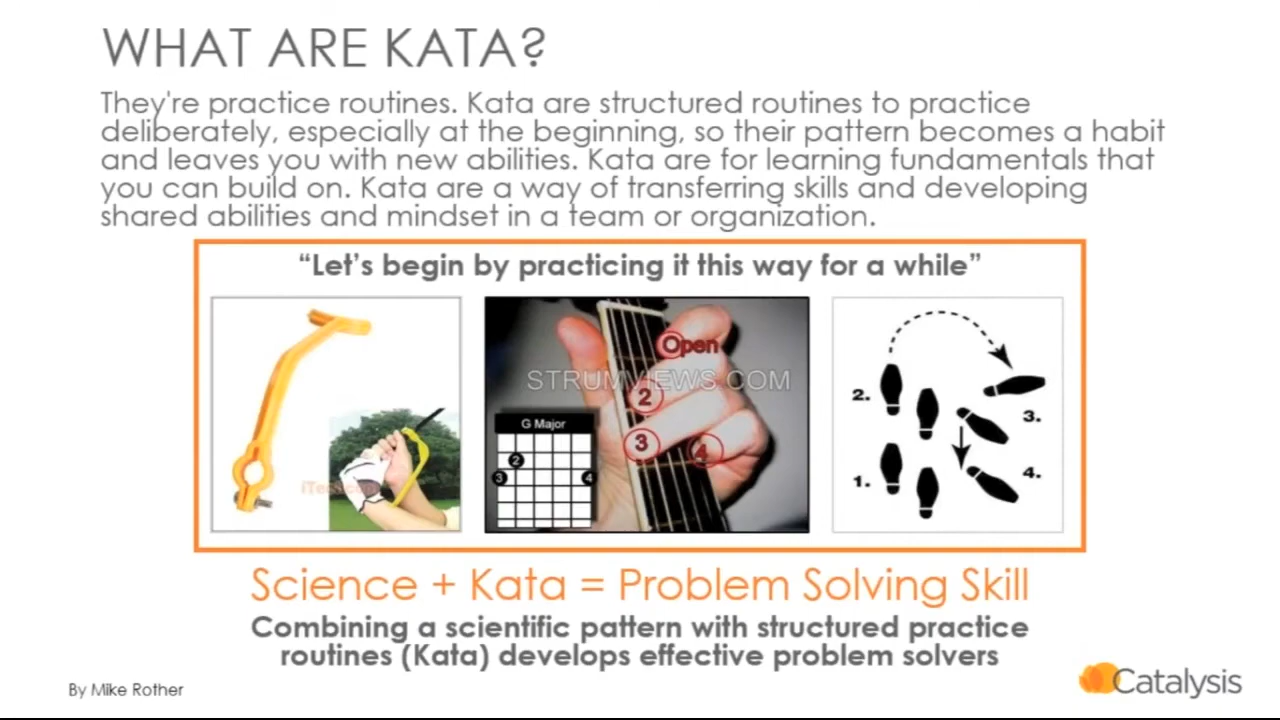 WHAT ARE KATA?
They're practice routines. Kata are structured routines to practice
deliberately, especially at the beginning, so their pattern becomes a habit
and leaves you with new abilities. Kata are for learning fundamentals that
you can build on. Kata are a way of transferring skills and developing
shared abilities and mindset in a team or organization.
“Let’s begin by practicing it this way for a while”
Open
STRUMVIEWS.COM
2
3
4
G Major
2
3
4
2.
3.
1.
4.
Science + Kata = Problem Solving Skill
Combining a scientific pattern with structured practice
routines (Kata) develops effective problem solvers
By Mike Rother
Catalysis